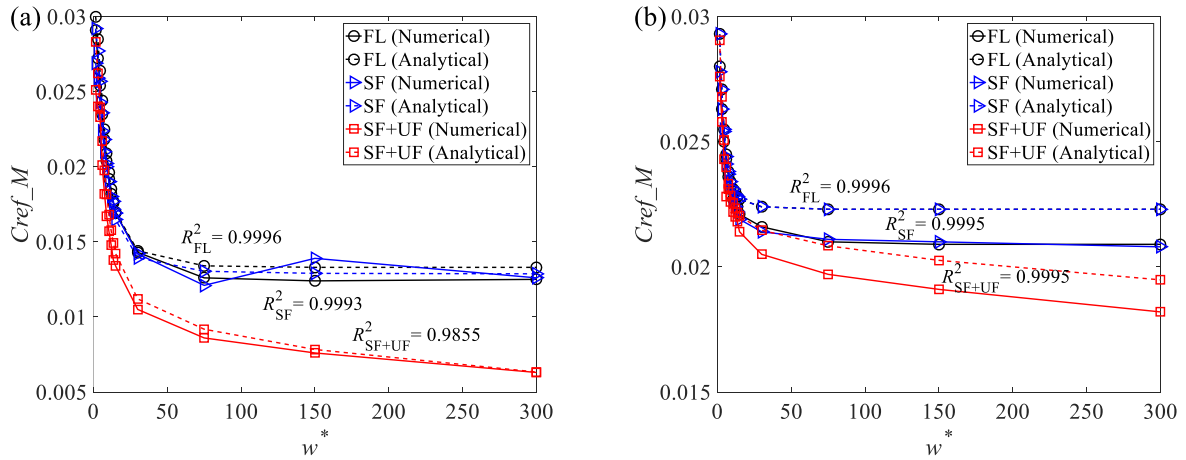 (a)
0.03
0.025
0.02
0.015
0.01
0.005
Cref_M
0
50
100
150
200
250
300
w*
FL (Numerical)
FL (Analytical)
SF (Numerical)
SF (Analytical)
SF+UF (Numerical)
SF+UF (Analytical)
R²FL = 0.9996
R²SF = 0.9993
R²SF+UF = 0.9855
(b)
0.03
0.025
0.02
0.015
Cref_M
0
50
100
150
200
250
300
w*
FL (Numerical)
FL (Analytical)
SF (Numerical)
SF (Analytical)
SF+UF (Numerical)
SF+UF (Analytical)
R²FL = 0.9996
R²SF = 0.9995
R²SF+UF = 0.9995